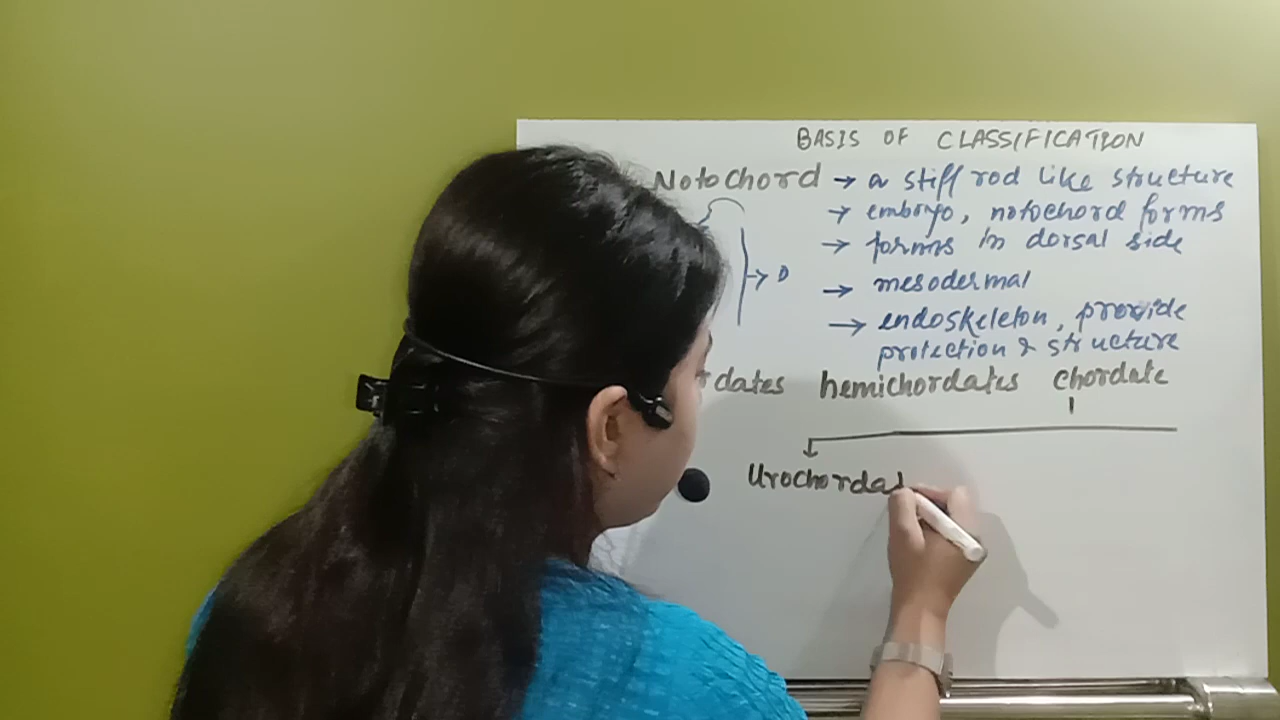 BASIS OF CLASSIFICATION
Notochord → a stiff rod like structure
→ embryo, notochord forms
→ forms in dorsal side
→ D
→ mesodermal
→ endoskeleton, provide
protection & structure
rdates hemichordates chordate
Urochordat